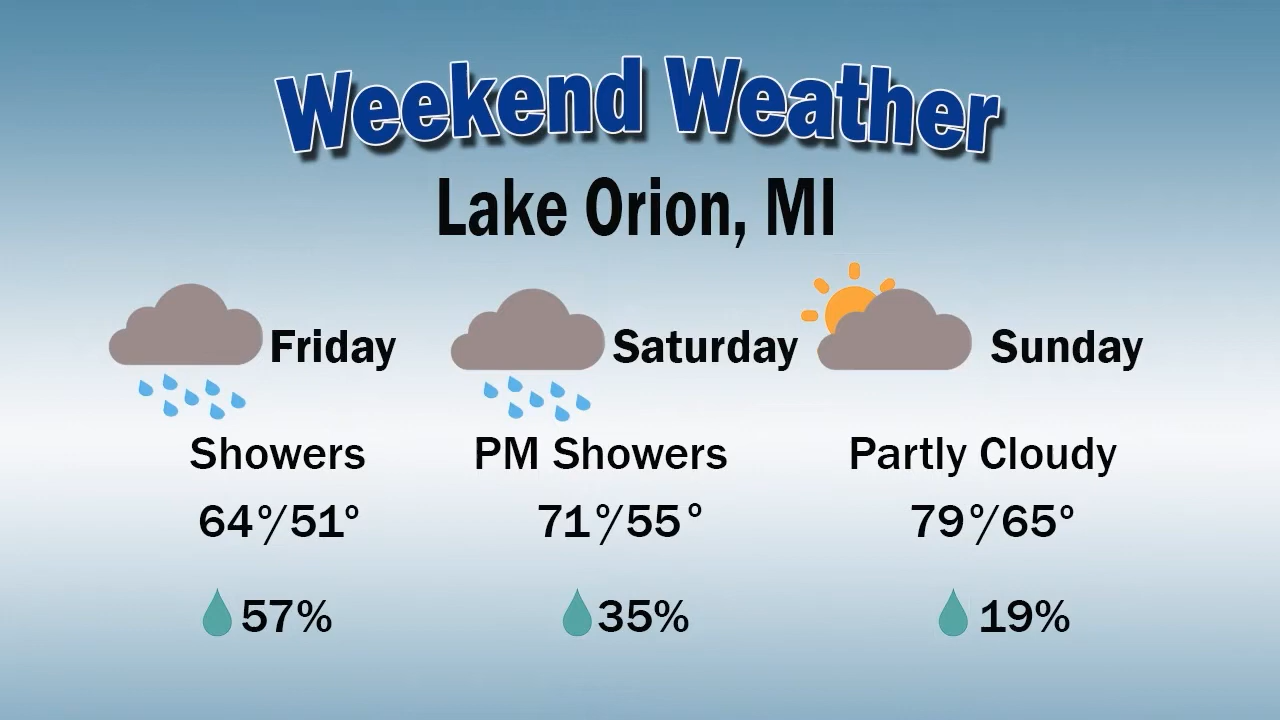 Weekend Weather
Lake Orion, MI
Friday
Showers
64°/51°
57%
Saturday
PM Showers
71°/55°
35%
Sunday
Partly Cloudy
79°/65°
19%